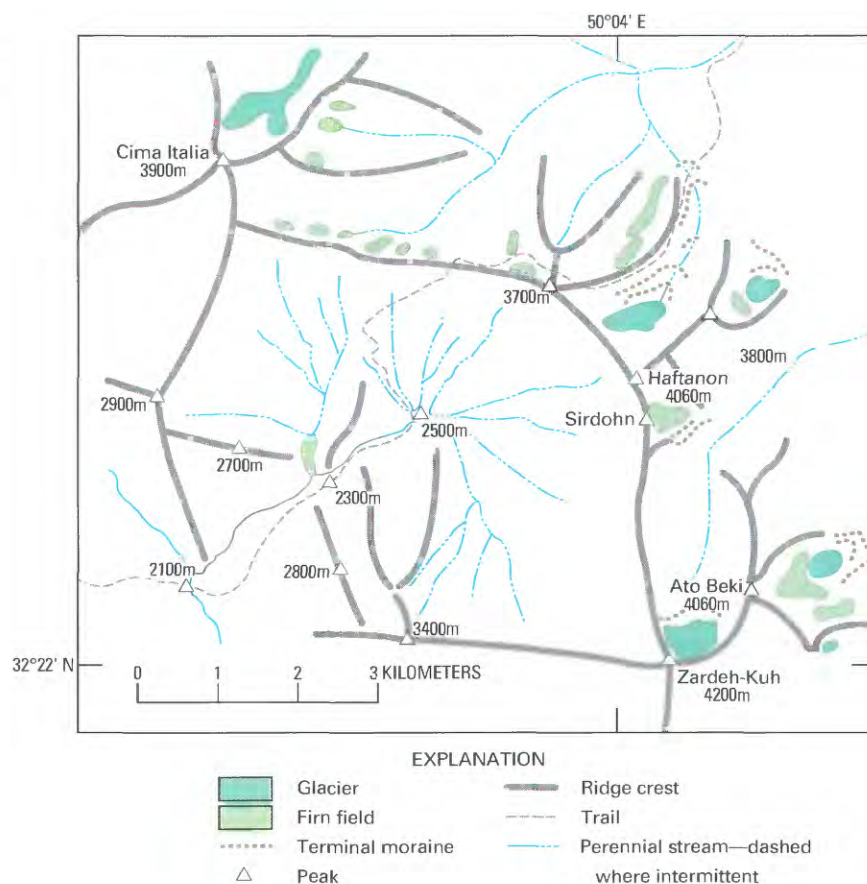 50°04' E
Cima Italia
3900m
3700m
3800m
Haftanon
4060m
Sirdohn
2900m
2500m
2700m
2300m
2100m
2800m
Ato Beki
4060m
3400m
32°22' N
Zardeh-Kuh
4200m
0 1 2 3 KILOMETERS
EXPLANATION
Glacier
Firn field
Terminal moraine
Peak
Ridge crest
Trail
Perennial stream—dashed
where intermittent